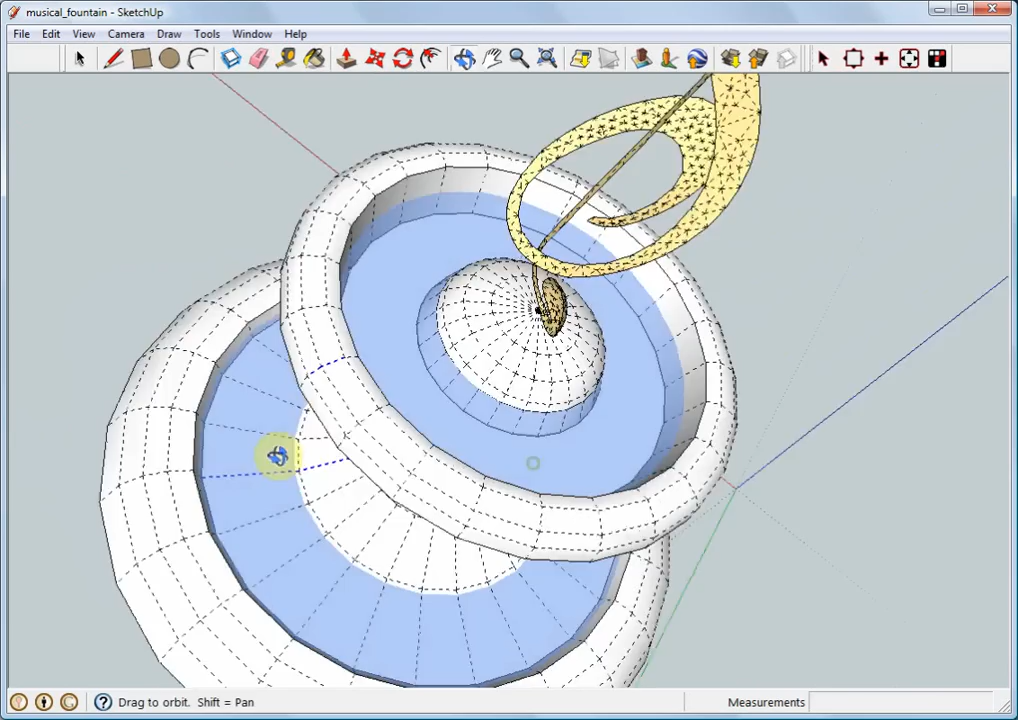 musical_fountain - SketchUp
File Edit View Camera Draw Tools Window Help
Drag to orbit. Shift = Pan
Measurements